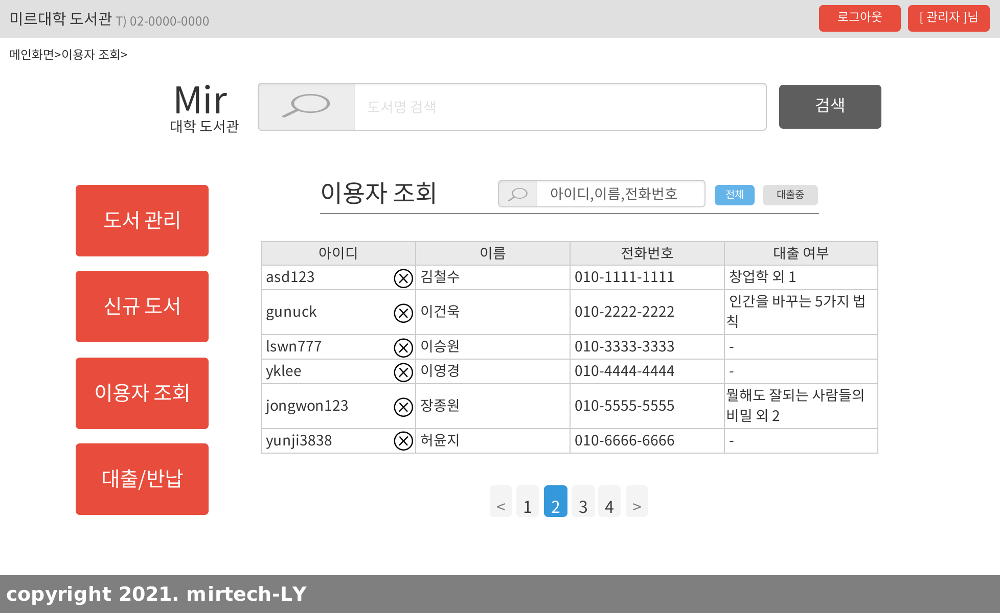 미르대학 도서관 T) 02-0000-0000
로그아웃
[ 관리자 ]님
메인화면>이용자 조회>
Mir
대학 도서관
도서명 검색
검색
도서 관리
신규 도서
이용자 조회
대출/반납
이용자 조회
아이디,이름,전화번호
전체
대출중
아이디 이름 전화번호 대출 여부
asd123 김철수 010-1111-1111 창업학 외 1
gunuck 이건욱 010-2222-2222 인간을 바꾸는 5가지 법
칙
lswn777 이승원 010-3333-3333 -
yklee 이영경 010-4444-4444 -
jongwon123 장종원 010-5555-5555 뭘해도 잘되는 사람들의
비밀 외 2
yunji3838 허윤지 010-6666-6666 -
< 1 2 3 4 >
copyright 2021. mirtech-LY